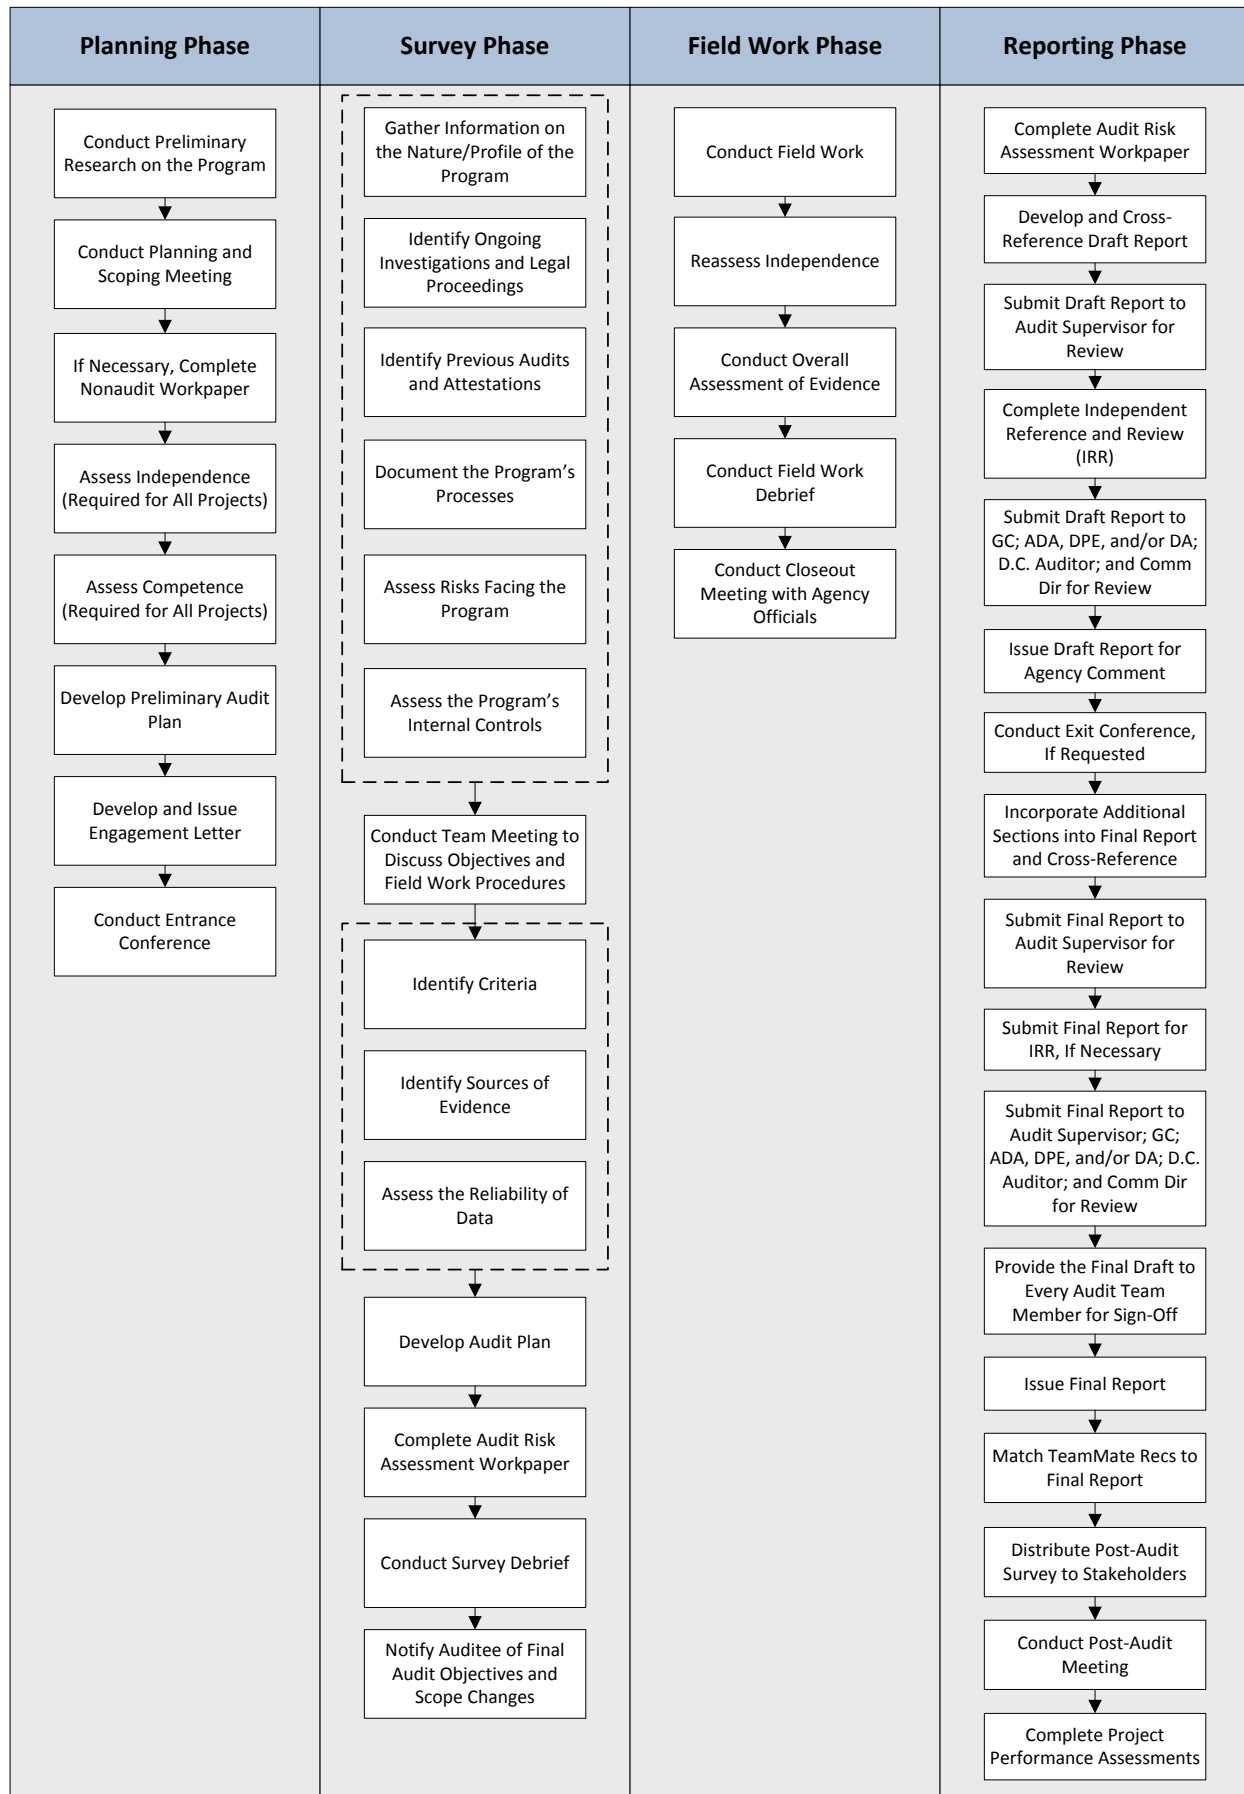 Planning Phase
Survey Phase
Field Work Phase
Reporting Phase
Conduct Preliminary
Research on the Program
Conduct Planning and
Scoping Meeting
If Necessary, Complete
Nonaudit Workpaper
Assess Independence
(Required for All Projects)
Assess Competence
(Required for All Projects)
Develop Preliminary Audit
Plan
Develop and Issue
Engagement Letter
Conduct Entrance
Conference
Gather Information on
the Nature/Profile of the
Program
Identify Ongoing
Investigations and Legal
Proceedings
Identify Previous Audits
and Attestations
Document the Program's
Processes
Assess Risks Facing the
Program
Assess the Program's
Internal Controls
Conduct Team Meeting to
Discuss Objectives and
Field Work Procedures
Identify Criteria
Identify Sources of
Evidence
Assess the Reliability of
Data
Develop Audit Plan
Complete Audit Risk
Assessment Workpaper
Conduct Survey Debrief
Notify Auditee of Final
Audit Objectives and
Scope Changes
Conduct Field Work
Reassess Independence
Conduct Overall
Assessment of Evidence
Conduct Field Work
Debrief
Conduct Closeout
Meeting with Agency
Officials
Complete Audit Risk
Assessment Workpaper
Develop and Cross-
Reference Draft Report
Submit Draft Report to
Audit Supervisor for
Review
Complete Independent
Reference and Review
(IRR)
Submit Draft Report to
GC; ADA, DPE, and/or DA;
D.C. Auditor; and Comm
Dir for Review
Issue Draft Report for
Agency Comment
Conduct Exit Conference,
If Requested
Incorporate Additional
Sections into Final Report
and Cross-Reference
Submit Final Report to
Audit Supervisor for
Review
Submit Final Report for
IRR, If Necessary
Submit Final Report to
Audit Supervisor; GC;
ADA, DPE, and/or DA; D.C.
Auditor; and Comm Dir
for Review
Provide the Final Draft to
Every Audit Team
Member for Sign-Off
Issue Final Report
Match TeamMate Recs to
Final Report
Distribute Post-Audit
Survey to Stakeholders
Conduct Post-Audit
Meeting
Complete Project
Performance Assessments